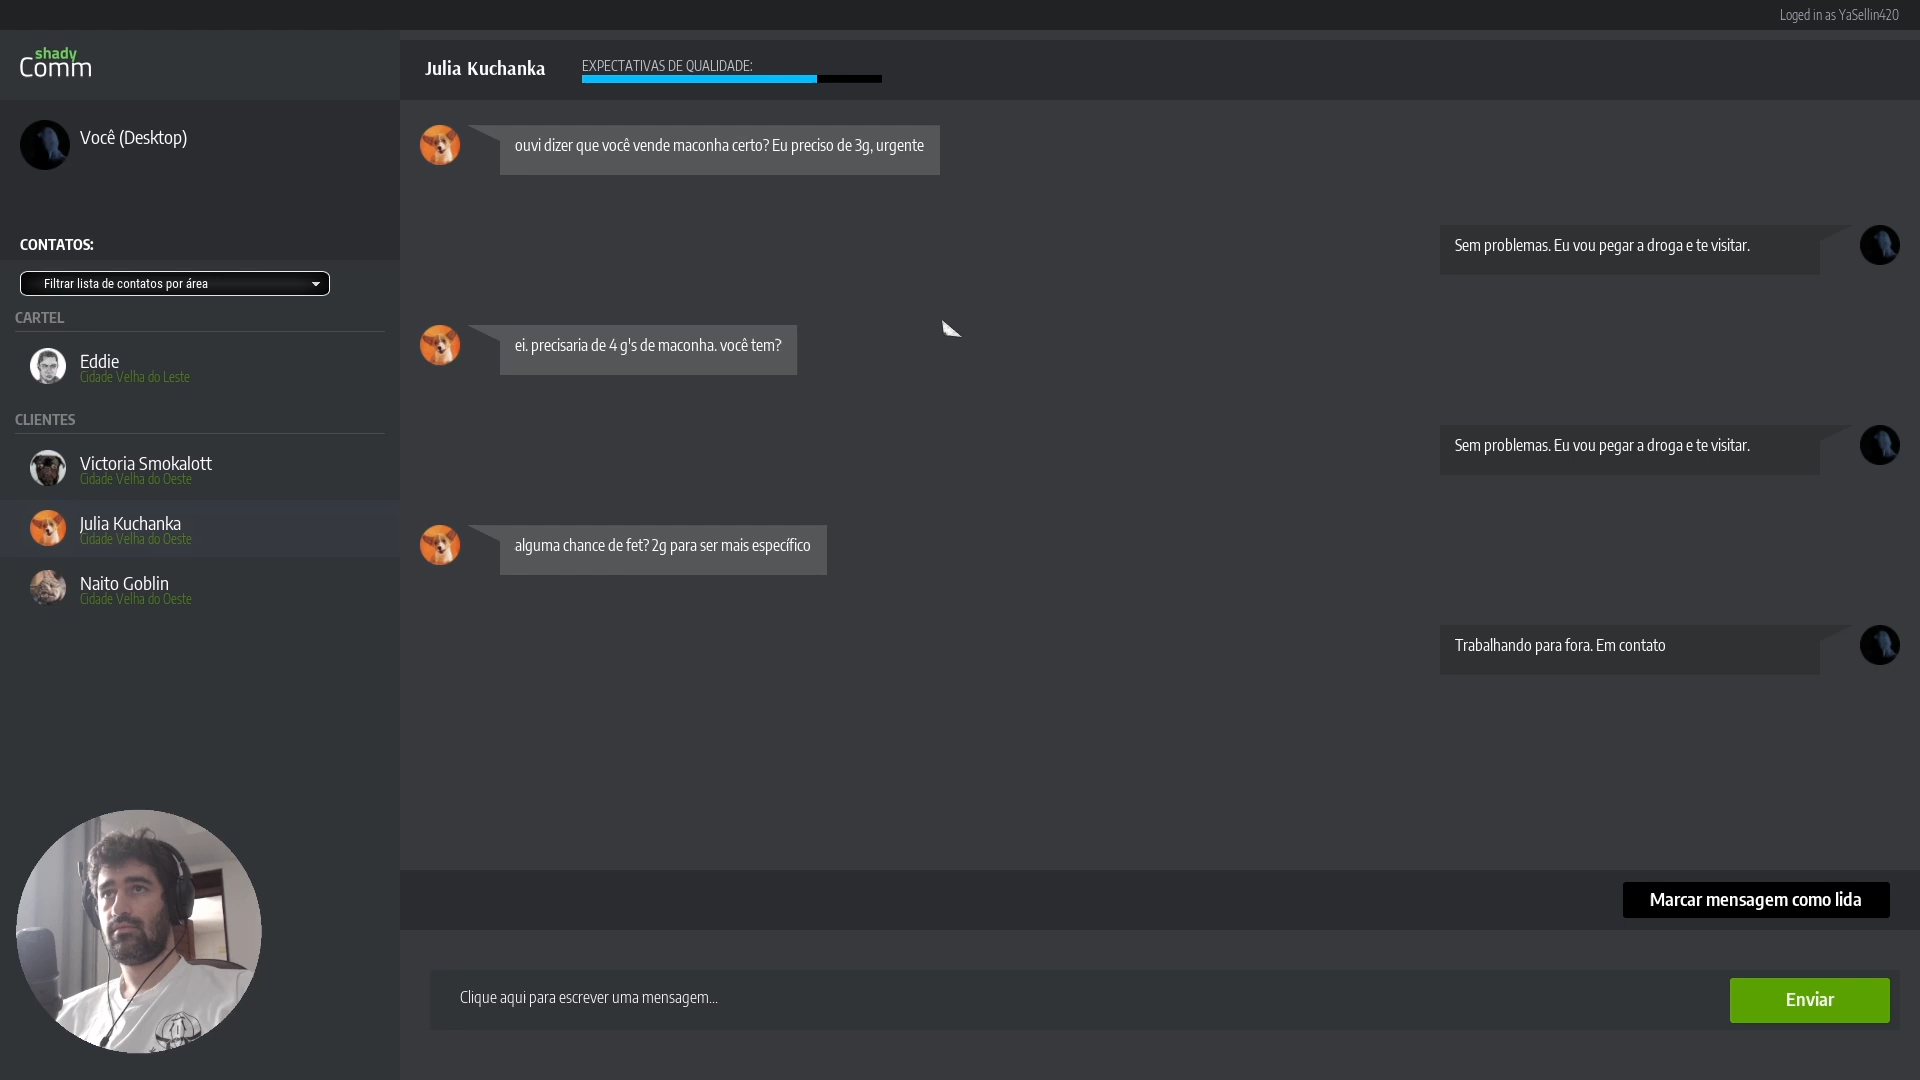 Loged in as YaSellin420
shady
Comm
Julia Kuchanka
EXPECTATIVAS DE QUALIDADE:
Você (Desktop)
CONTATOS:
Filtrar lista de contatos por área
CARTEL
Eddie
Cidade Velha do Leste
CLIENTES
Victoria Smokalott
Cidade Velha do Oeste
Julia Kuchanka
Cidade Velha do Oeste
Naito Goblin
Cidade Velha do Oeste
ouvi dizer que você vende maconha certo? Eu preciso de 3g, urgente
Sem problemas. Eu vou pegar a droga e te visitar.
ei. precisaria de 4 g's de maconha. você tem?
Sem problemas. Eu vou pegar a droga e te visitar.
alguma chance de fet? 2g para ser mais específico
Trabalhando para fora. Em contato
Marcar mensagem como lida
Clique aqui para escrever uma mensagem...
Enviar